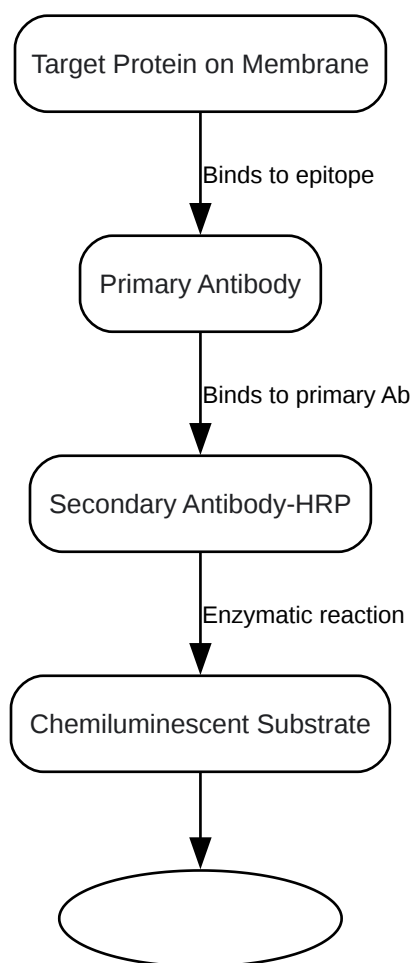 Target Protein on Membrane
Binds to epitope
Primary Antibody
Binds to primary Ab
Secondary Antibody-HRP
Enzymatic reaction
Chemiluminescent Substrate